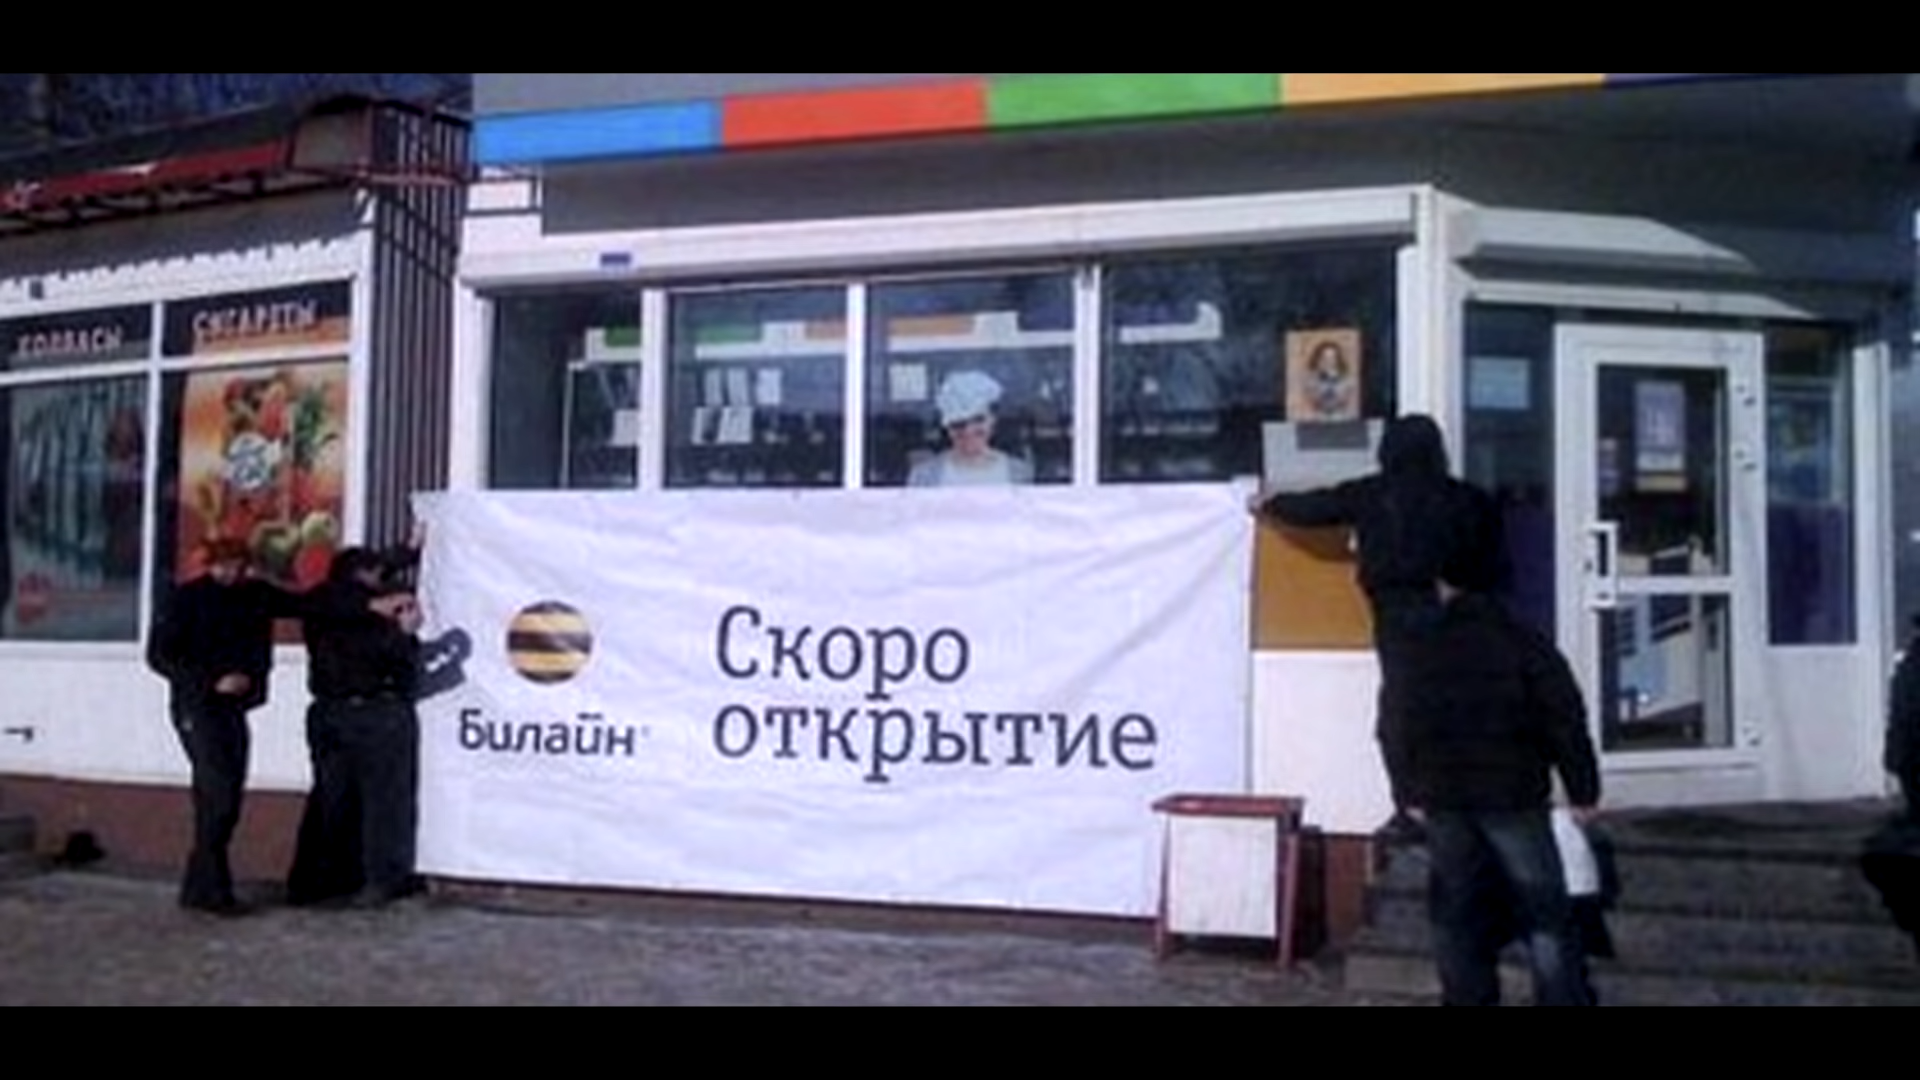 КОЛБАСЫ
СИГАРЕТЫ
Билайн
Скоро
открытие